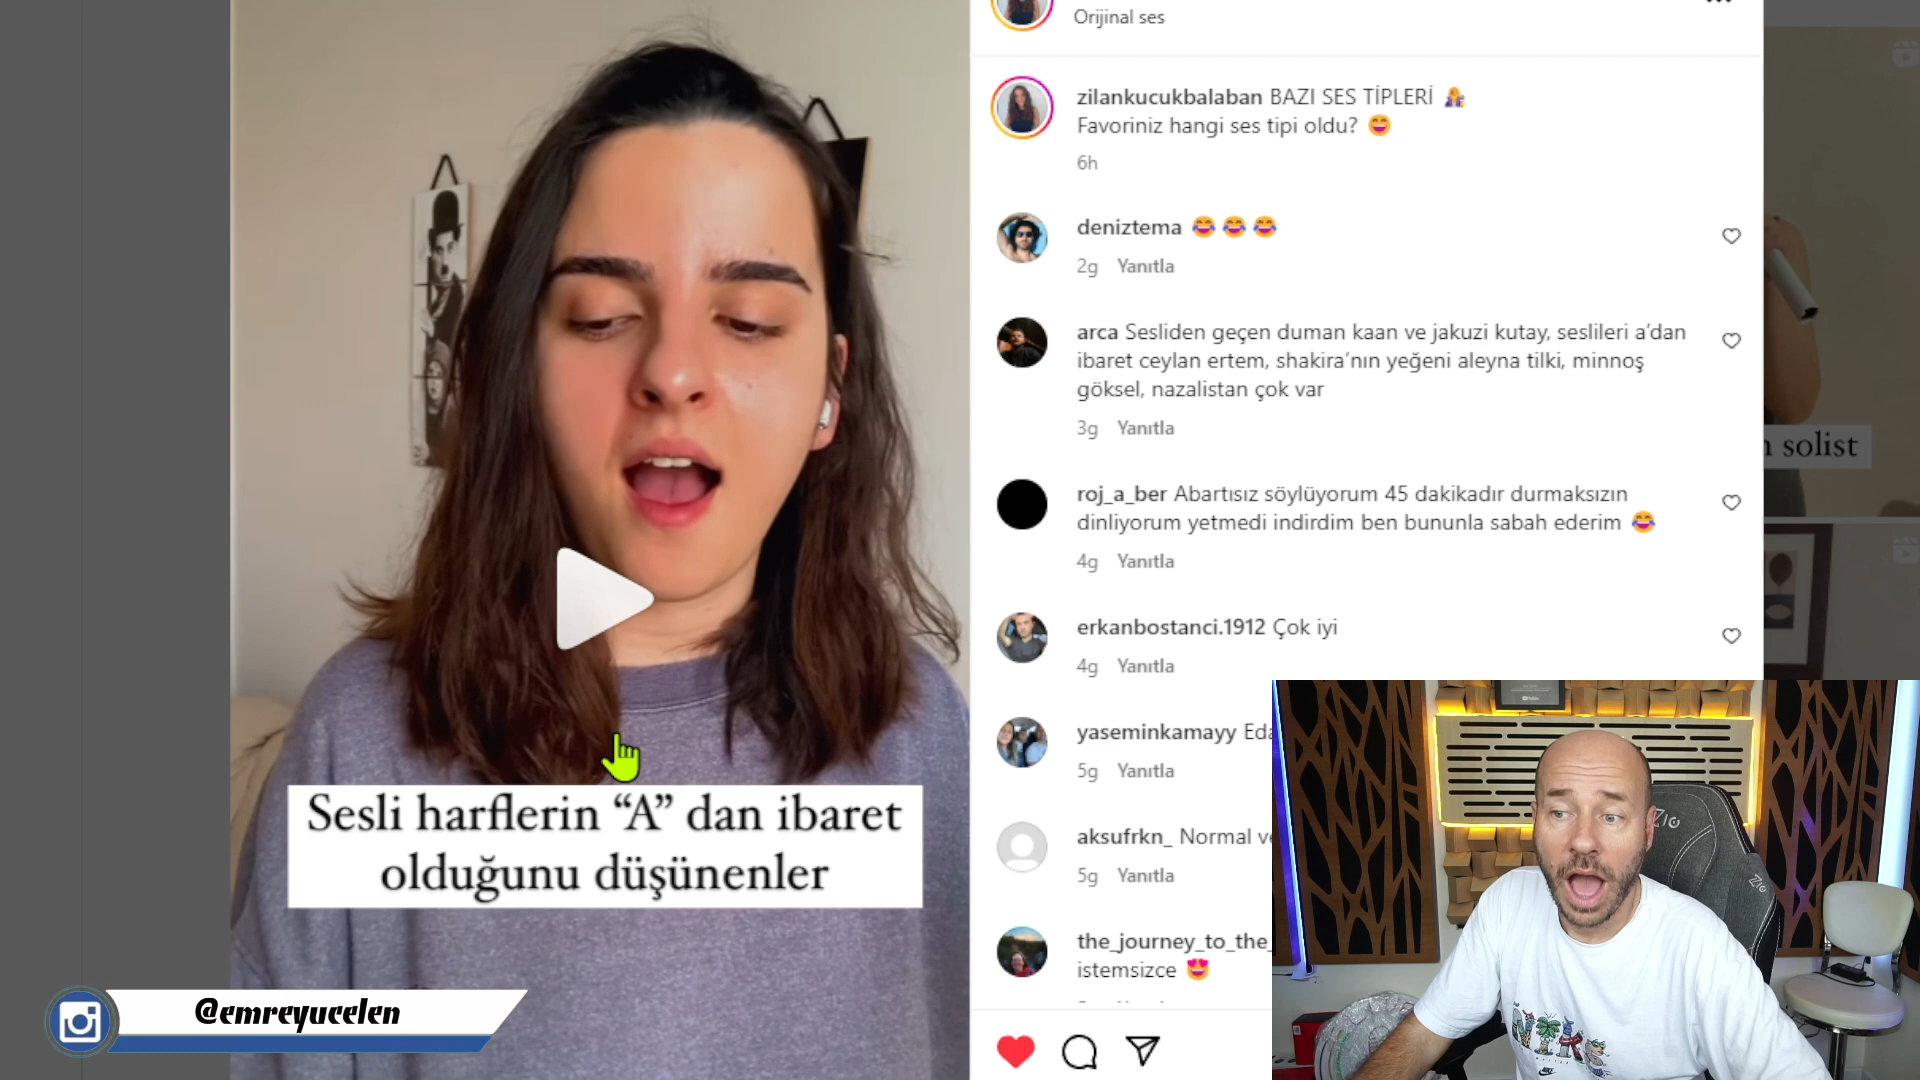 Orijinal ses
zilankucukbalaban BAZI SES TİPLERİ
Favoriniz hangi ses tipi oldu?
6h
deniztema
2g Yanıtla
arca Sesliden geçen duman kaan ve jakuzi kutay, seslileri a’dan
ibaret ceylan ertem, shakira’nın yeğeni aleyna tilki, minnoş
göksel, nazalistan çok var
3g Yanıtla
roj_a_ber Abartısız söylüyorum 45 dakikadır durmaksızın
dinliyorum yetmedi indirdim ben bununla sabah ederim
4g Yanıtla
erkanbostanci.1912 Çok iyi
4g Yanıtla
yaseminkamayy
5g Yanıtla
aksufrkn_ Normal
5g Yanıtla
the_journey_to_the_
istemsizce
Sesli harflerin “A” dan ibaret
olduğunu düşünenler
solist
@emreyucelen